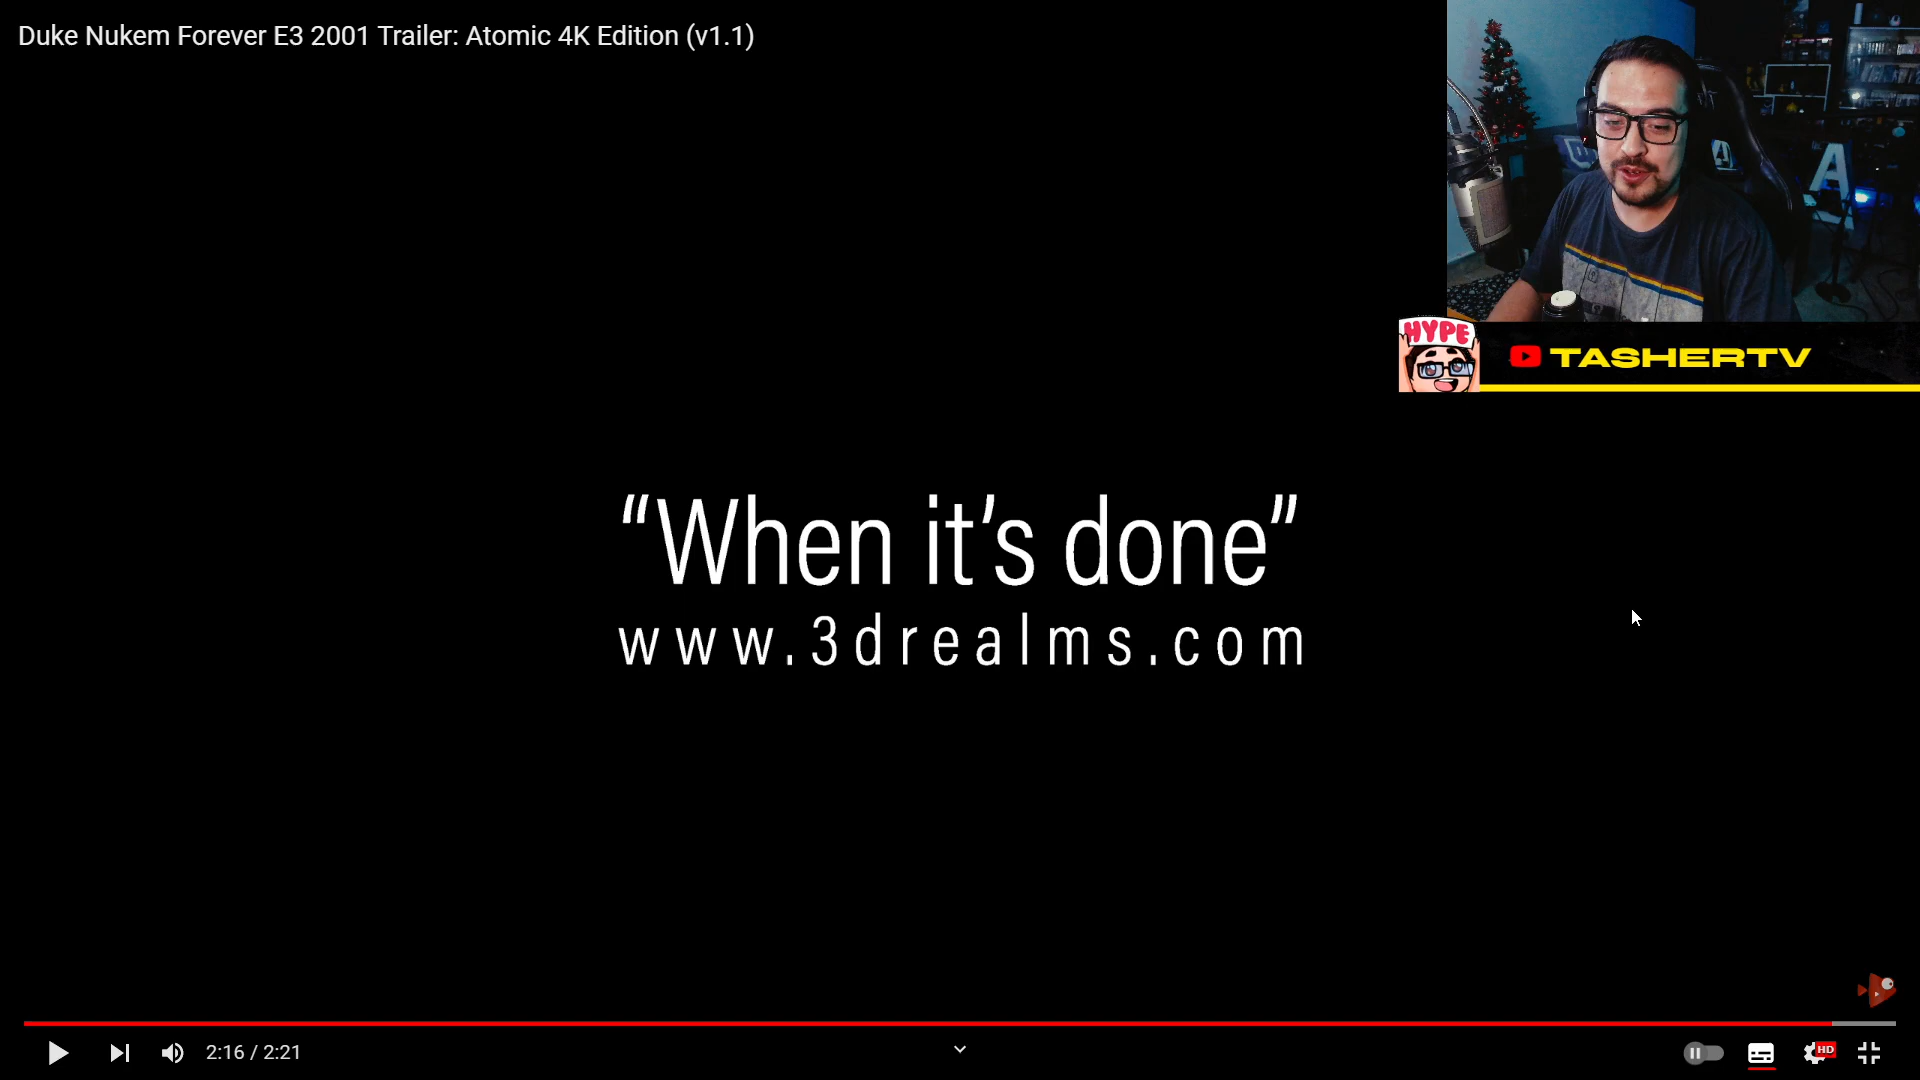 Duke Nukem Forever E3 2001 Trailer: Atomic 4K Edition (v1.1)
HYPE
TASHERTV
“When it’s done”
www.3drealms.com
2:16 / 2:21
HD